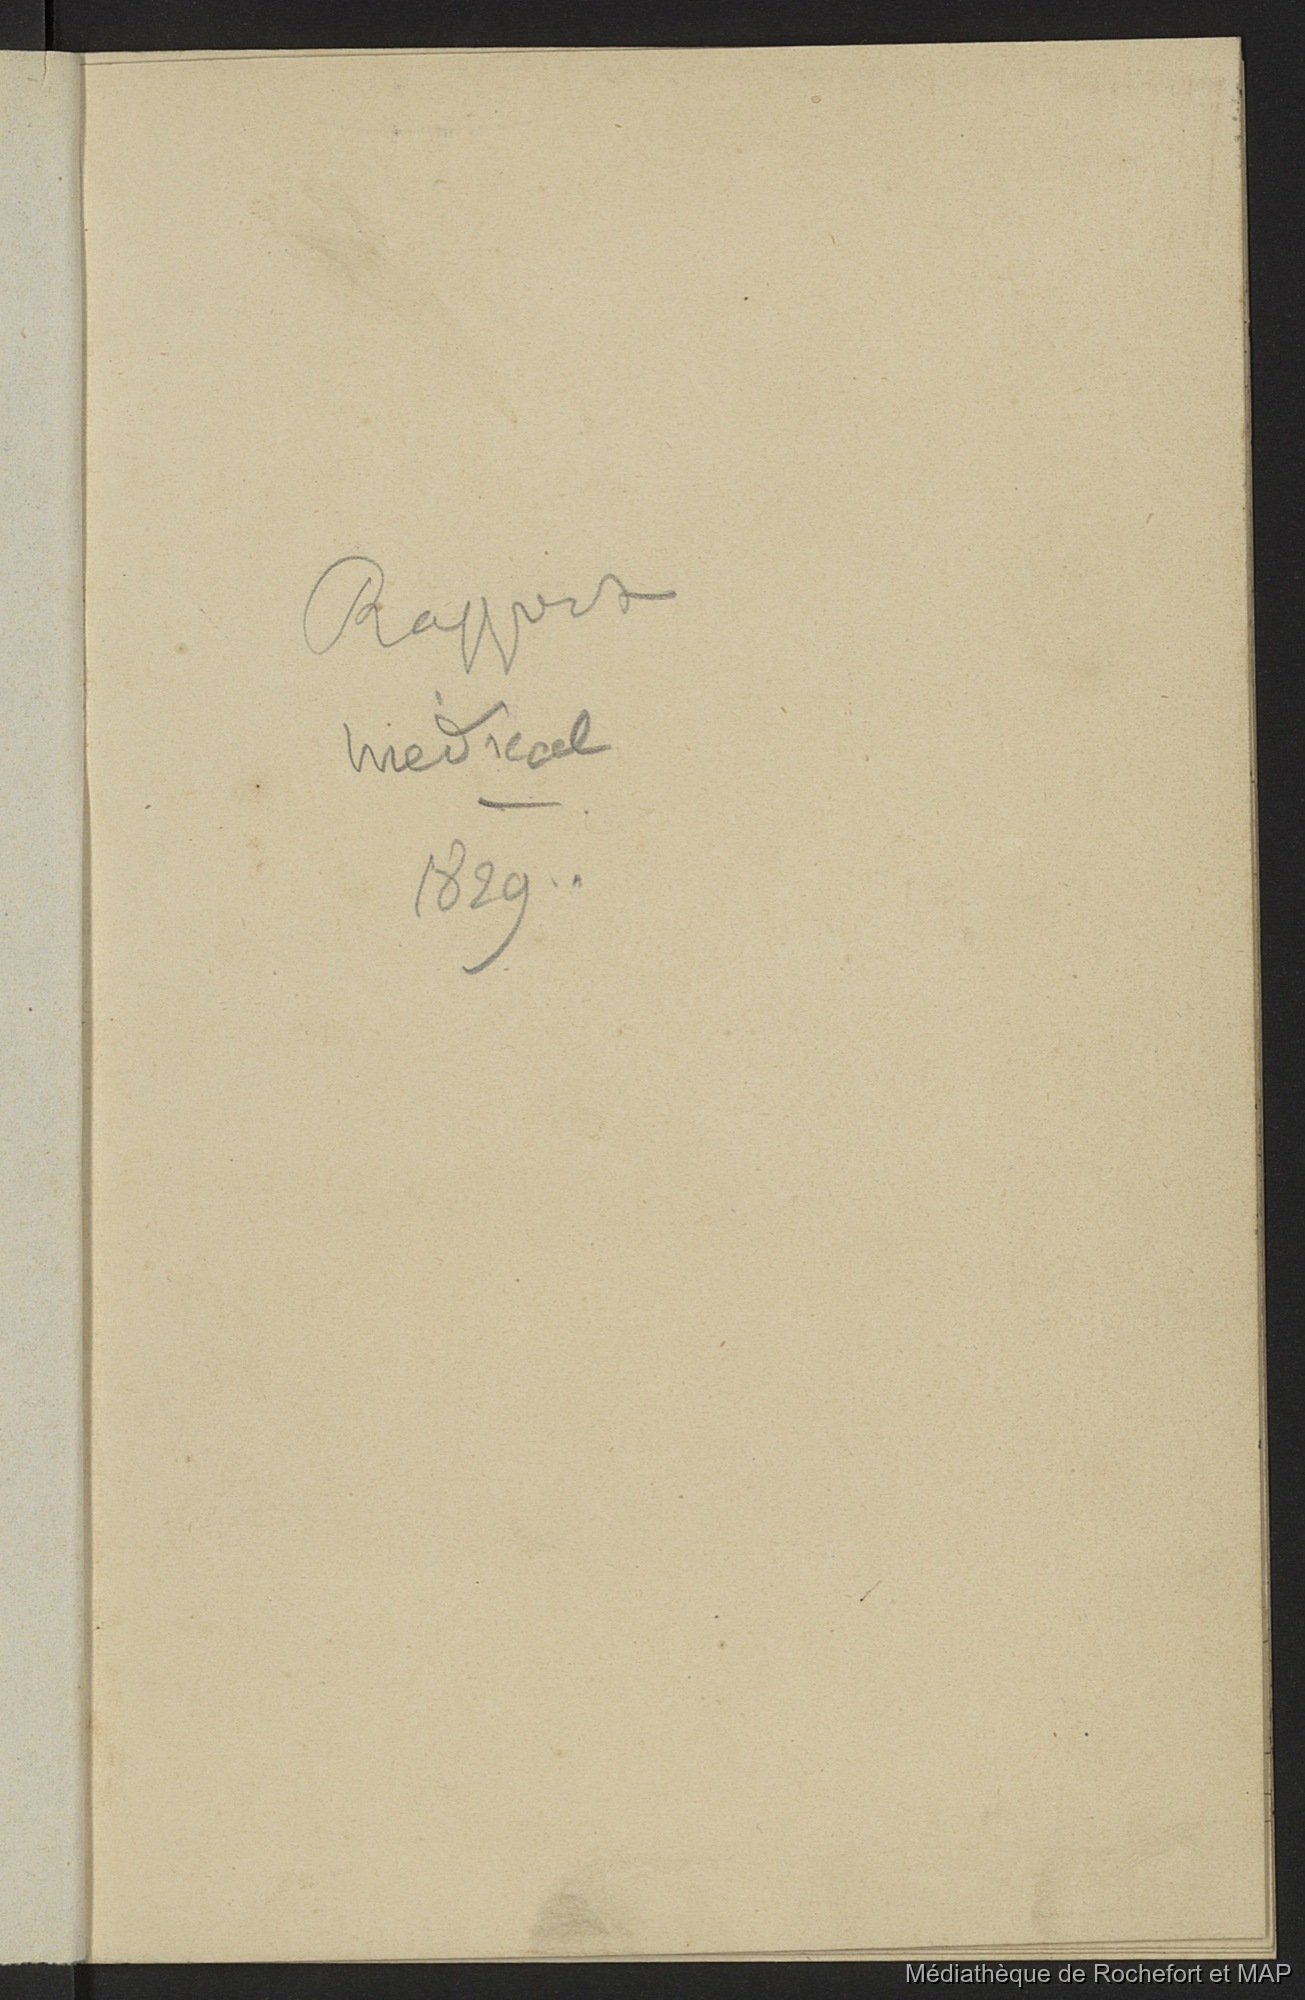 Rapport
médical
1829..
Médiathèque de Rochefort et MAP